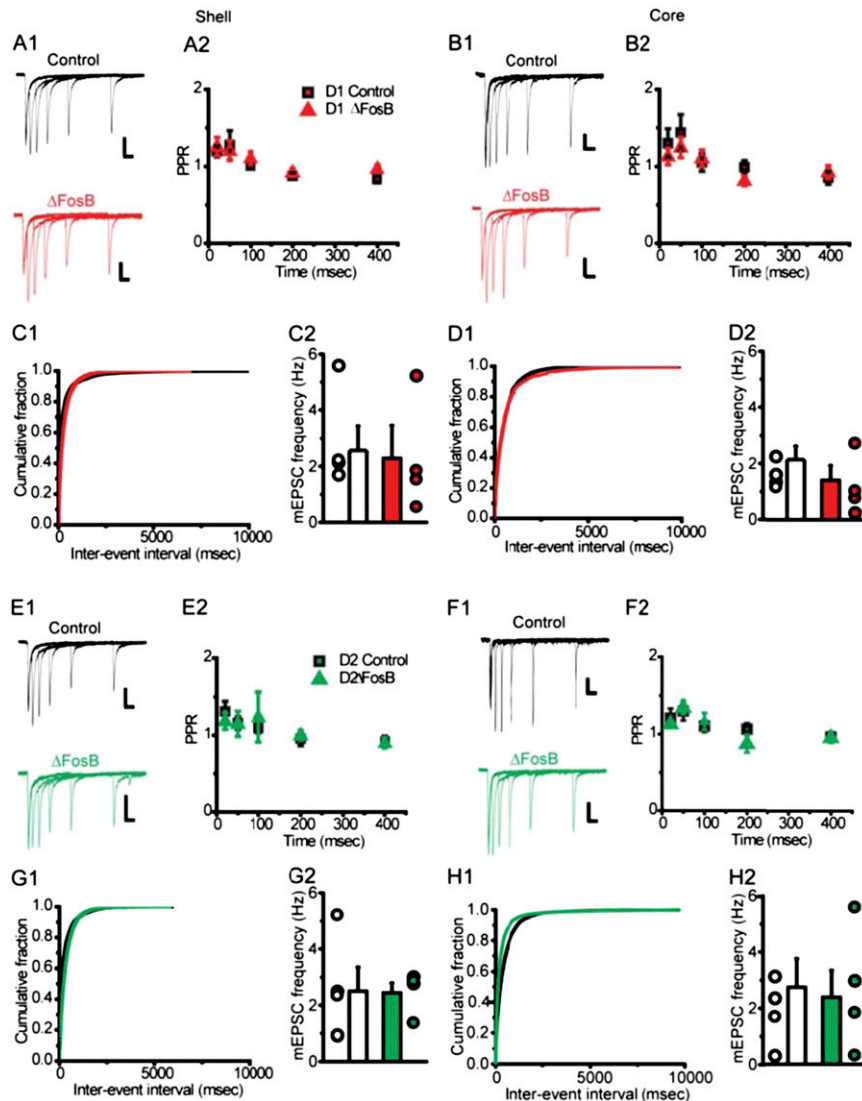 Shell
Core
A1
Control
A2
2
1
0
PPR
D1 Control
D1 ΔFosB
0 100 200 300 400
Time (msec)
ΔFosB
B1
Control
B2
2
1
0
PPR
0 100 200 300 400
Time (msec)
ΔFosB
C1
1.0
0.8
0.6
0.4
0.2
0.0
Cumulative fraction
0 5000 10000
Inter-event interval (msec)
C2
6
4
2
0
mEPSC frequency (Hz)
D1
1.0
0.8
0.6
0.4
0.2
0.0
Cumulative fraction
0 5000 10000
Inter-event interval (msec)
D2
6
4
2
0
mEPSC frequency (Hz)
E1
Control
E2
2
1
0
PPR
D2 Control
D2\FosB
0 100 200 300 400
Time (msec)
ΔFosB
F1
Control
F2
2
1
0
PPR
0 100 200 300 400
Time (msec)
ΔFosB
G1
1.0
0.8
0.6
0.4
0.2
0.0
Cumulative fraction
0 5000 10000
Inter-event interval (msec)
G2
6
4
2
0
mEPSC frequency (Hz)
H1
1.0
0.8
0.6
0.4
0.2
0.0
Cumulative fraction
0 5000 10000
Inter-event interval (msec)
H2
6
4
2
0
mEPSC frequency (Hz)